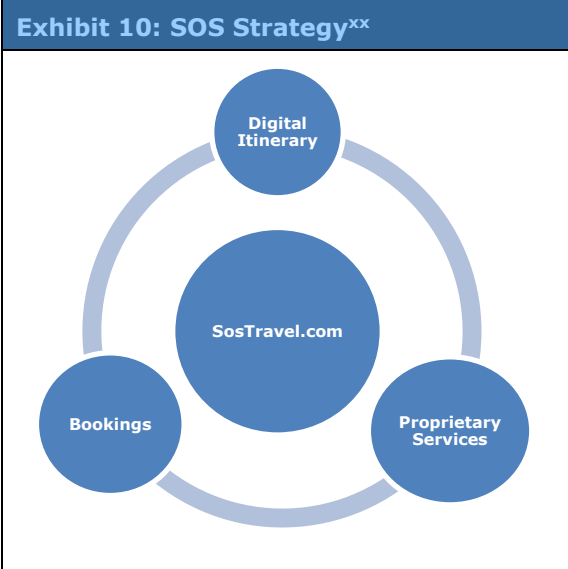 Exhibit 10: SOS Strategyxx
Digital
Itinerary
SosTravel.com
Bookings
Proprietary
Services